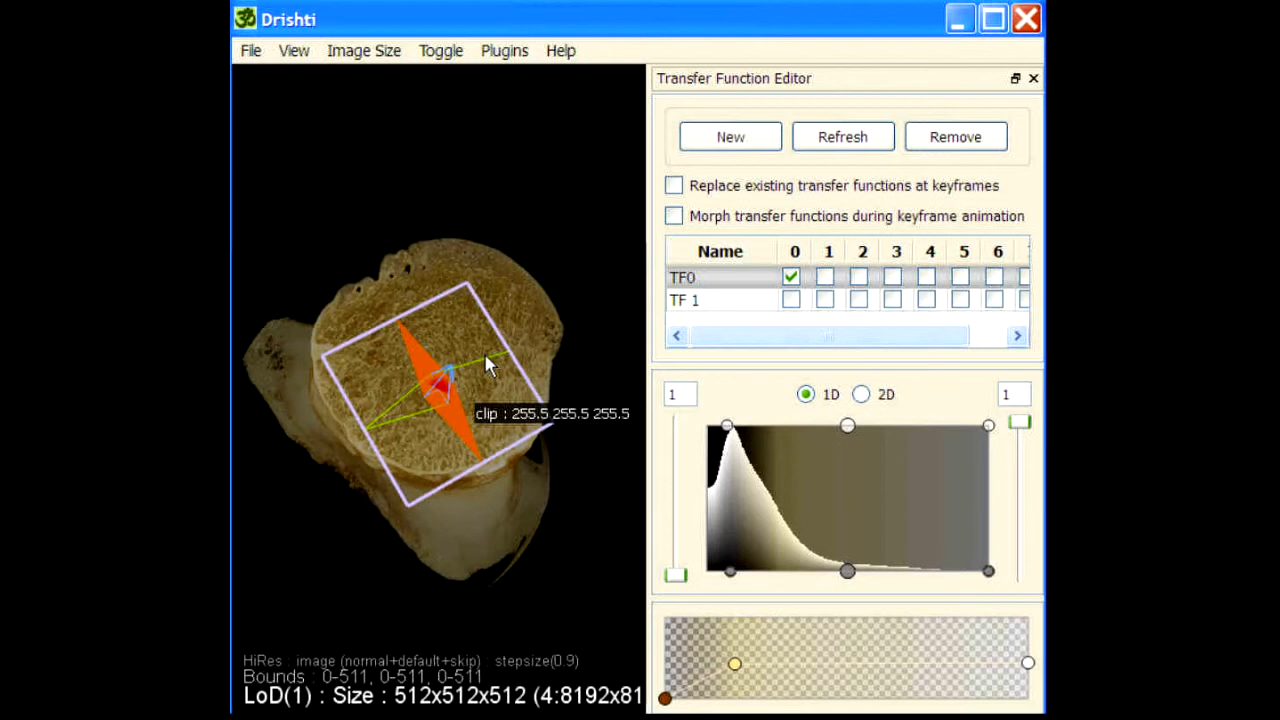 Drishti
File View Image Size Toggle Plugins Help
Transfer Function Editor
New Refresh Remove
Replace existing transfer functions at keyframes
Morph transfer functions during keyframe animation
Name 0 1 2 3 4 5 6
TF0
TF 1
1 1D 2D 1
clip : 255.5 255.5 255.5
HiRes : image (normal+default+skip) : stepsize(0.9)
Bounds : 0-511, 0-511, 0-511
LoD(1) : Size : 512x512x512 (4:8192x81